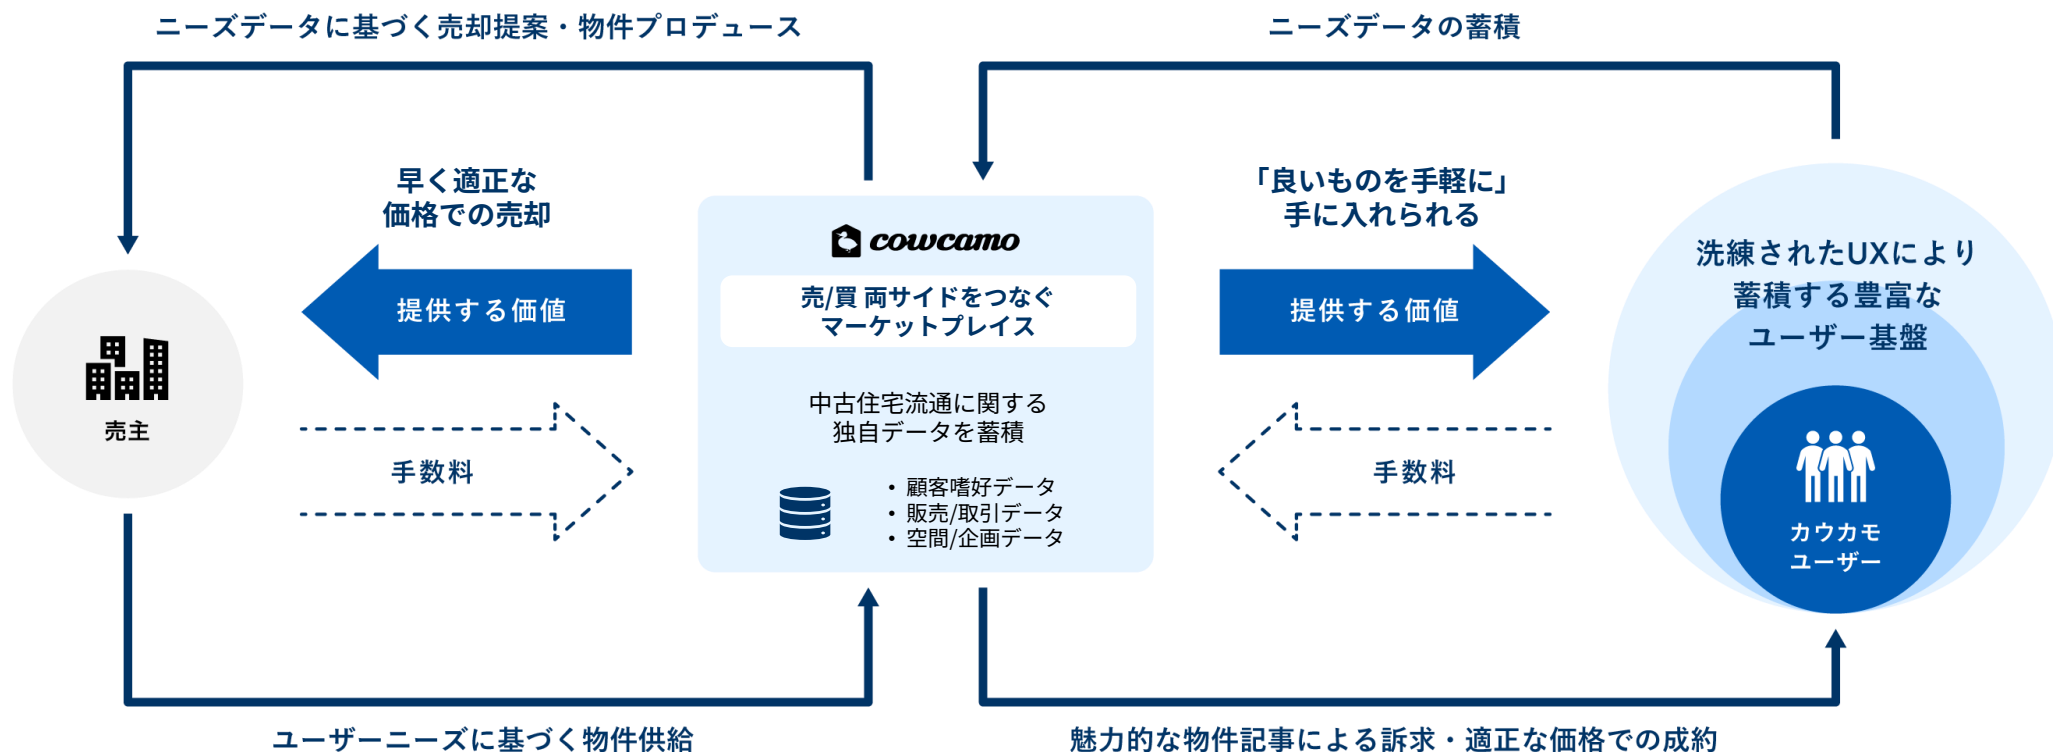 ニーズデータに基づく売却提案・物件プロデュース
ニーズデータの蓄積
早く適正な
価格での売却
提供する価値
手数料
売主
cowcamo
売/買 両サイドをつなぐ
マーケットプレイス
中古住宅流通に関する
独自データを蓄積
• 顧客嗜好データ
• 販売/取引データ
• 空間/企画データ
「良いものを手軽に」
手に入れられる
提供する価値
手数料
洗練されたUXにより
蓄積する豊富な
ユーザー基盤
カウカモ
ユーザー
ユーザーニーズに基づく物件供給
魅力的な物件記事による訴求・適正な価格での成約